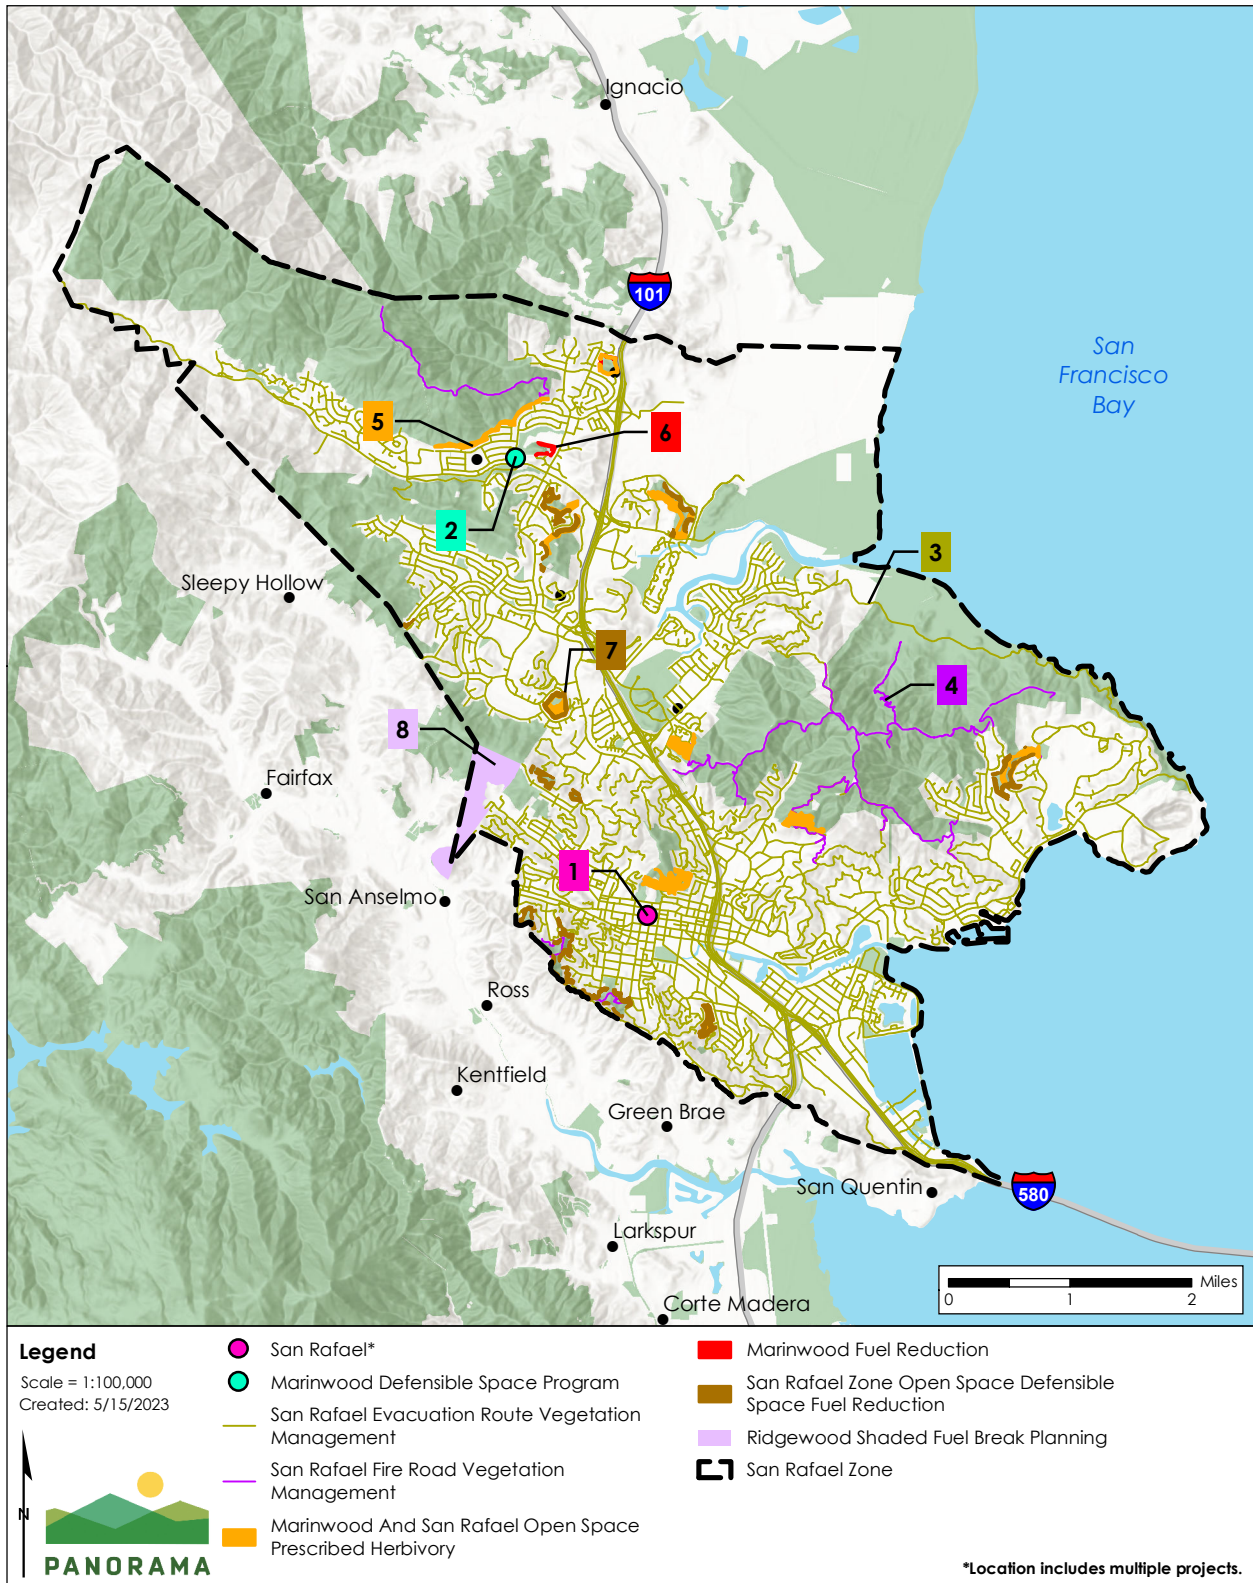 Ignacio
101
San
Francisco
Bay
5
6
2
3
Sleepy Hollow
7
4
8
Fairfax
1
San Anselmo
Ross
Kentfield
Green Brae
San Quentin
580
Larkspur
Corte Madera
Miles
0 1 2
Legend
Scale = 1:100,000
Created: 5/15/2023
N
PANORAMA
San Rafael*
Marinwood Defensible Space Program
San Rafael Evacuation Route Vegetation
Management
San Rafael Fire Road Vegetation
Management
Marinwood And San Rafael Open Space
Prescribed Herbivory
Marinwood Fuel Reduction
San Rafael Zone Open Space Defensible
Space Fuel Reduction
Ridgewood Shaded Fuel Break Planning
San Rafael Zone
*Location includes multiple projects.